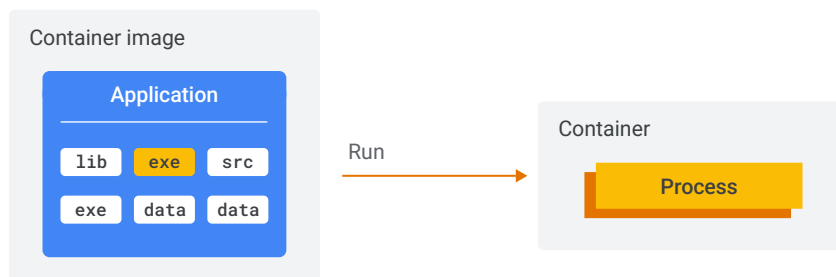 Container image
Application
lib exe src
exe data data
Run
Container
Process